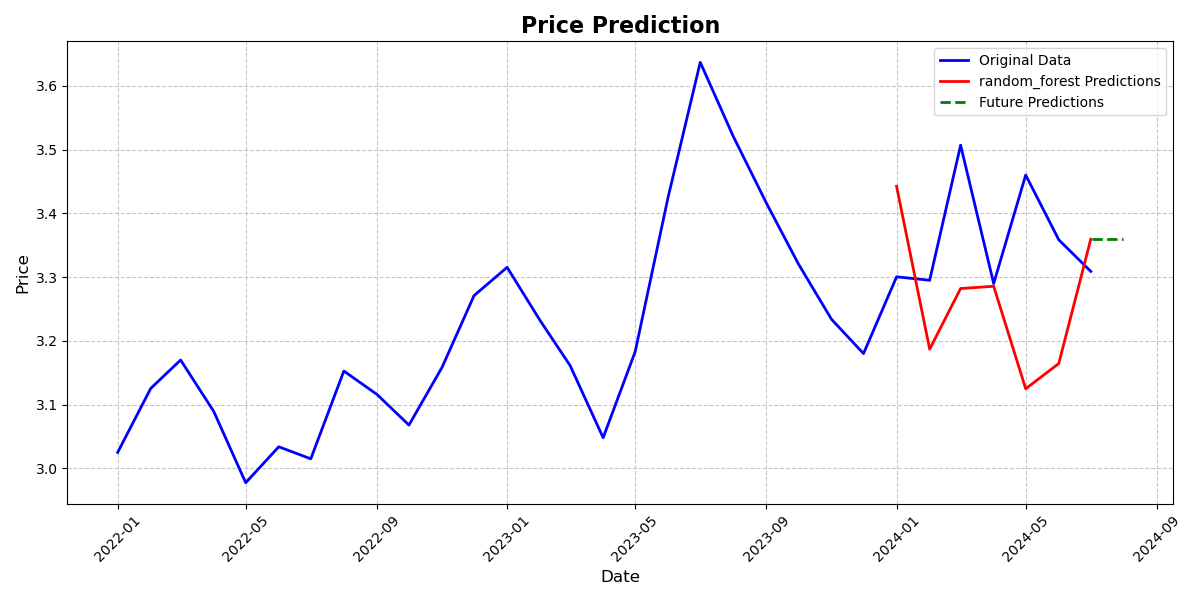 Price Prediction
Original Data
random_forest Predictions
Future Predictions
Price
3.6
3.5
3.4
3.3
3.2
3.1
3.0
2022-01
2022-05
2022-09
2023-01
2023-05
2023-09
2024-01
2024-05
2024-09
Date